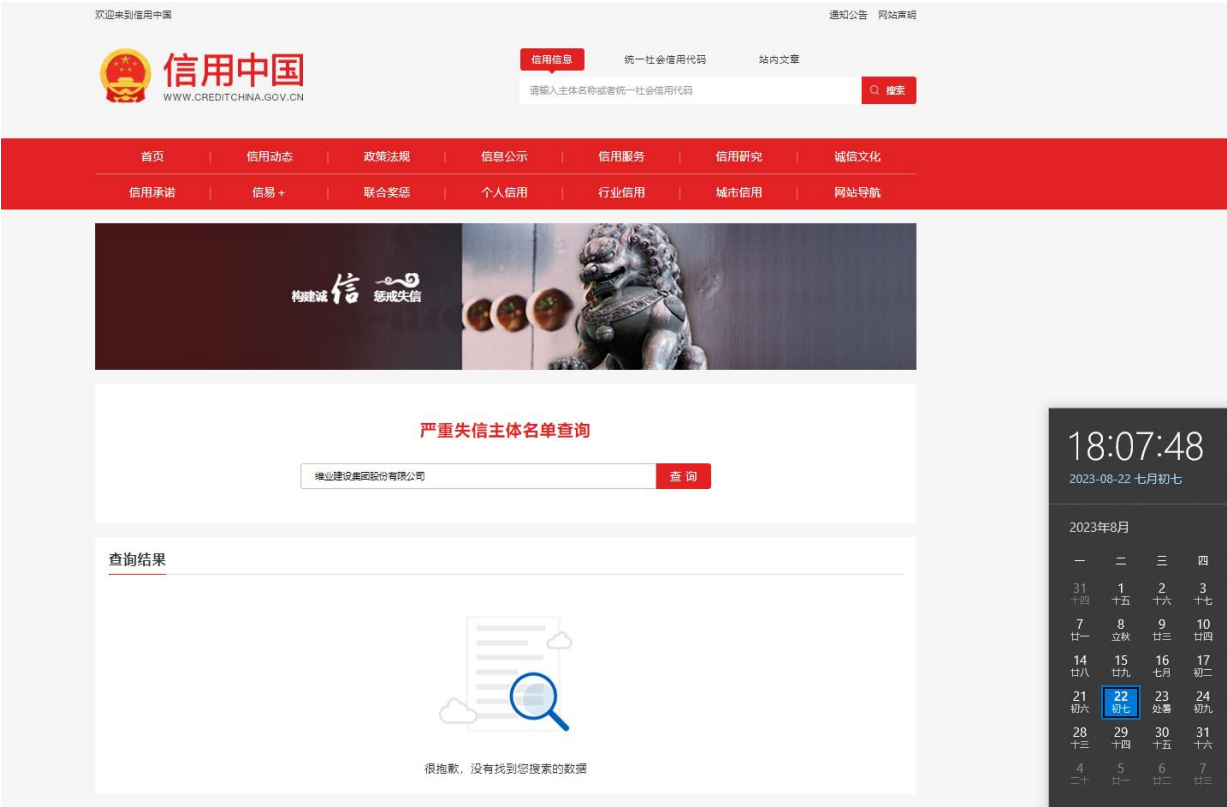 欢迎来到信用中国
通知公告 网站声明
信用中国
WWW.CREDITCHINA.GOV.CN
信用信息 统一社会信用代码 站内文章
请输入主体名称或者统一社会信用代码 搜索
首页 | 信用动态 | 政策法规 | 信息公示 | 信用服务 | 信用研究 | 诚信文化
信用承诺 | 信易+ | 联合奖惩 | 个人信用 | 行业信用 | 城市信用 | 网站导航
构建诚信 惩戒失信
严重失信主体名单查询
维业建设集团股份有限公司 查询
查询结果
很抱歉，没有找到您搜索的数据
18:07:48
2023-08-22 七月初七
2023年8月
一 二 三 四
31 1 2 3
十四 十五 十六 十七
7 8 9 10
廿一 立秋 廿三 廿四
14 15 16 17
廿八 廿九 七月 初二
21 22 23 24
初六 初七 处暑 初九
28 29 30 31
十三 十四 十五 十六
4 5 6 7
二十 廿一 廿二 廿三